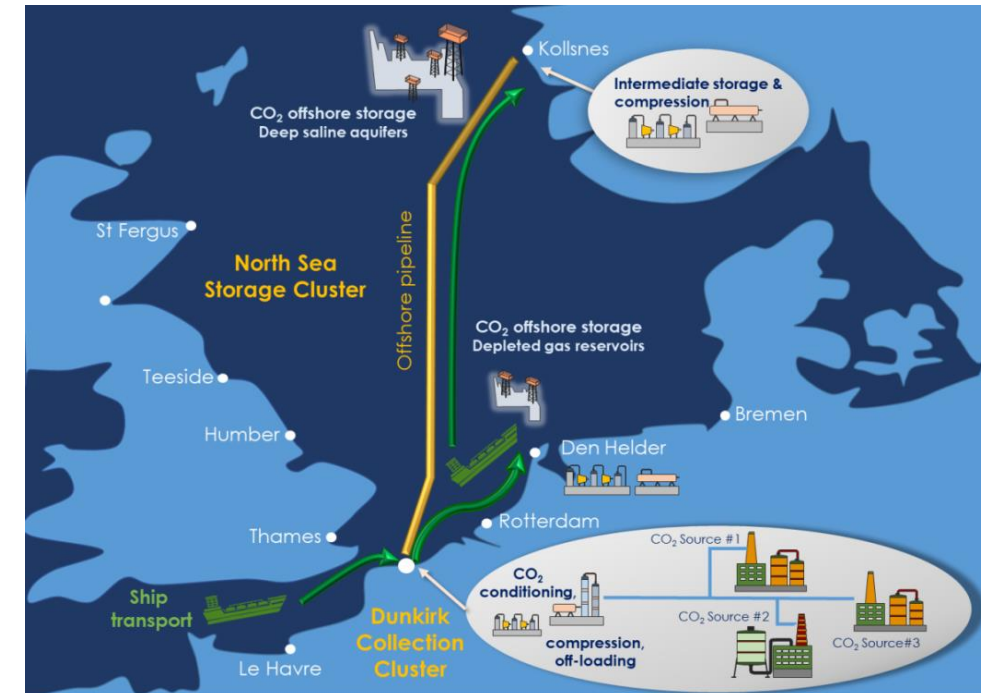 Kollsnes
Intermediate storage &
compression
CO₂ offshore storage
Deep saline aquifers
St Fergus
North Sea
Storage Cluster
Offshore pipeline
CO₂ offshore storage
Depleted gas reservoirs
Teeside
Bremen
Humber
Den Helder
Rotterdam
Thames
CO₂ Source #1
CO₂
conditioning,
Ship
transport
Dunkirk
Collection
Cluster
CO₂ Source #2
compression,
off-loading
CO₂ Source#3
Le Havre